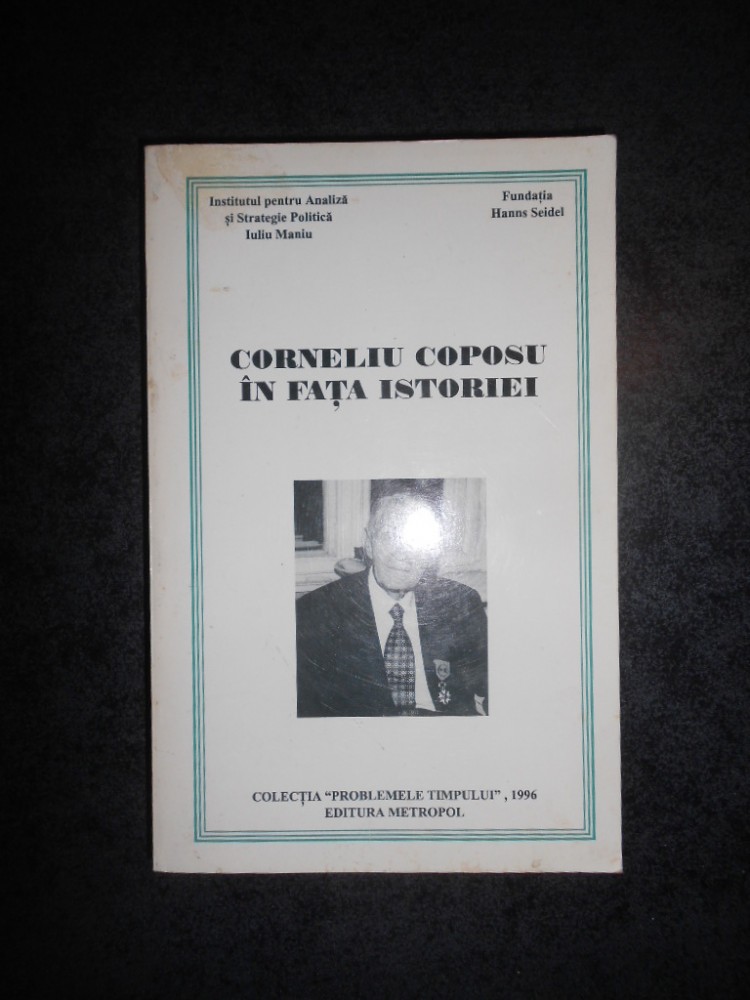 Institutul pentru Analiză
și Strategie Politică
Iuliu Maniu
Fundația
Hanns Seidel
CORNELIU COPOSU
ÎN FAȚA ISTORIEI
COLECȚIA “PROBLEMELE TIMPULUI” , 1996
EDITURA METROPOL